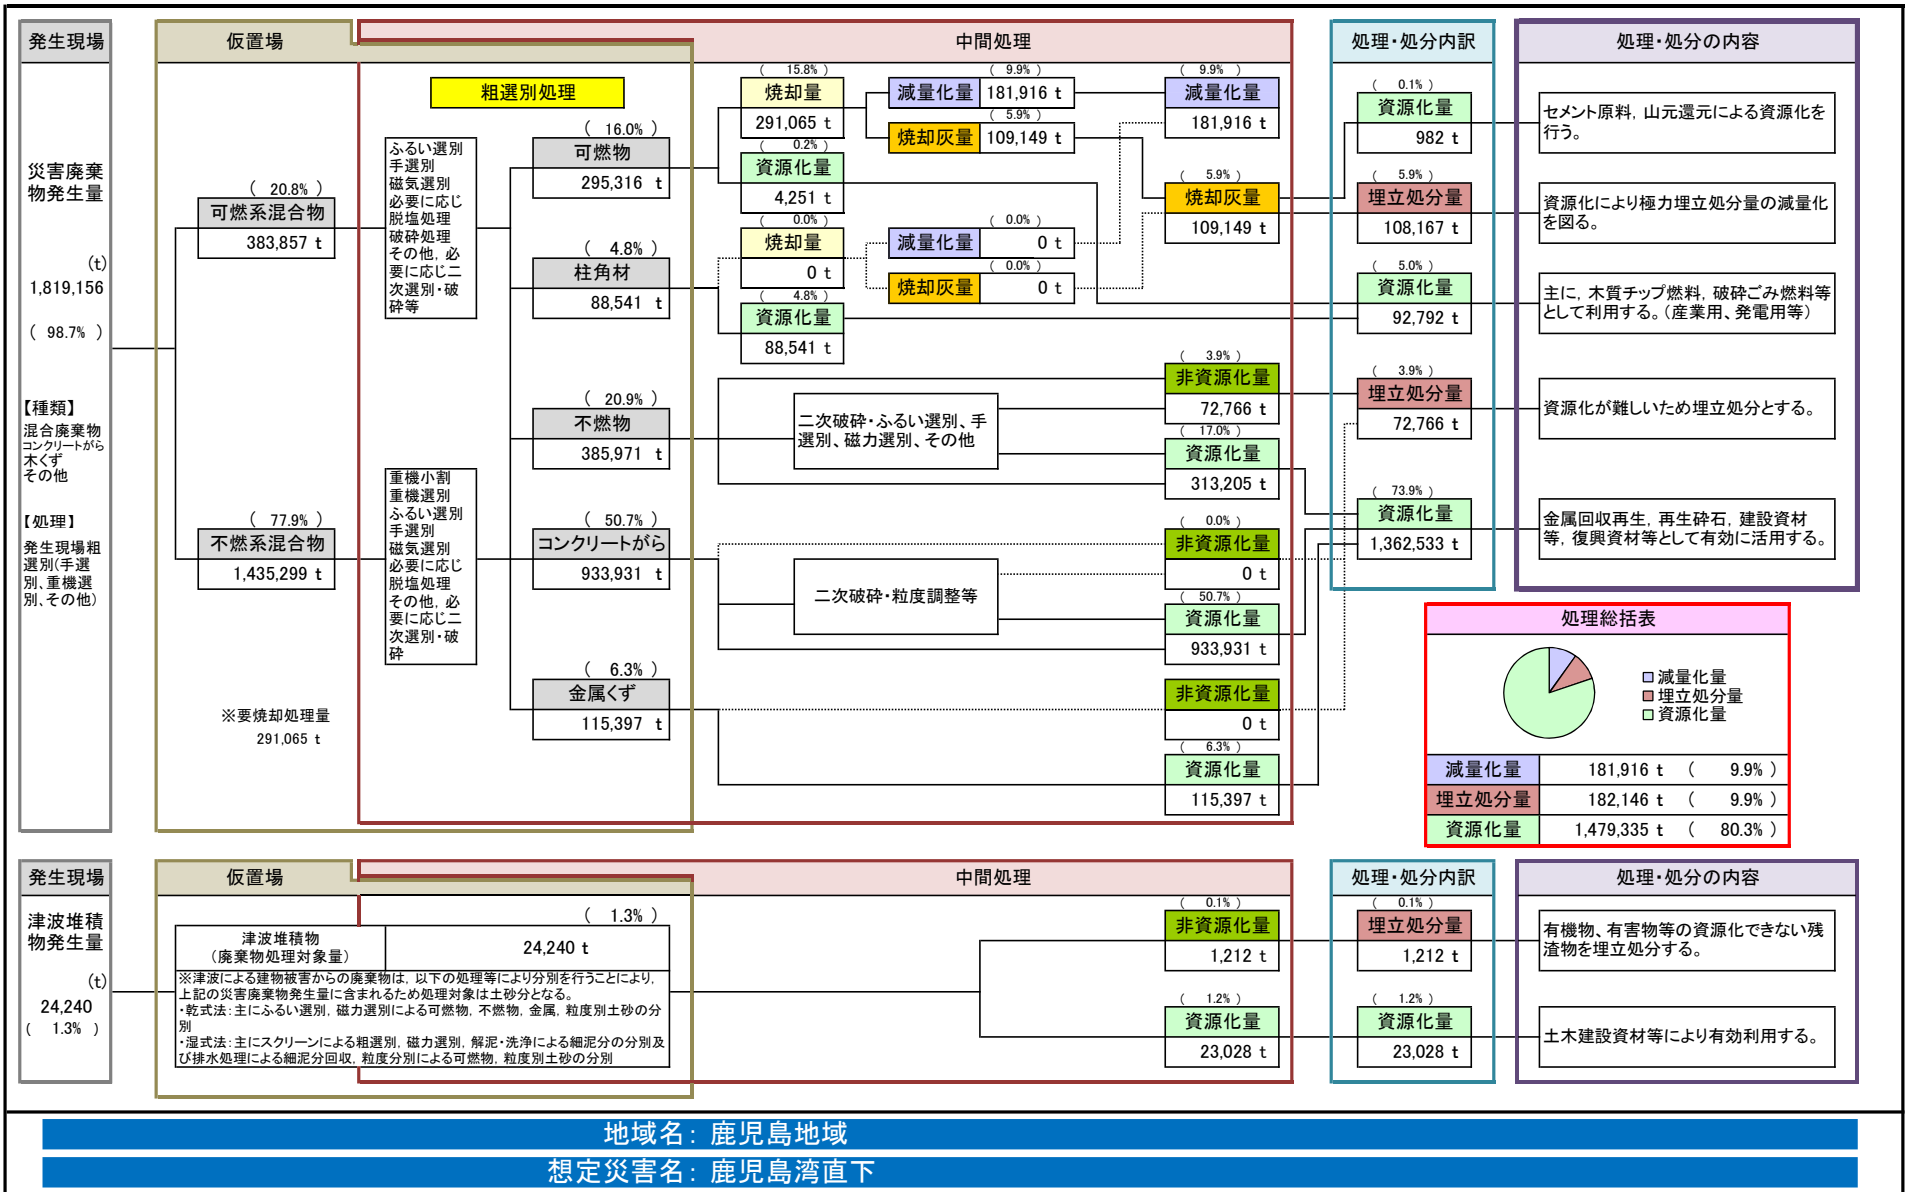 発生現場
仮置場
中間処理
処理・処分内訳
処理・処分の内容
災害廃棄
物発生量
(t)
1,819,156
( 98.7% )
【種類】
混合廃棄物
コンクリートがら
木くず
その他
【処理】
発生現場粗
選別(手選
別、重機選
別、その他)
( 20.8% )
可燃系混合物
383,857 t
( 77.9% )
不燃系混合物
1,435,299 t
※要焼却処理量
291,065 t
粗選別処理
ふるい選別
手選別
磁気選別
必要に応じ
脱塩処理
破砕処理
その他, 必
要に応じ二
次選別・破
砕等
重機小割
重機選別
ふるい選別
手選別
磁気選別
必要に応じ
脱塩処理
その他, 必
要に応じ二
次選別・破
砕
( 16.0% )
可燃物
295,316 t
( 4.8% )
柱角材
88,541 t
( 20.9% )
不燃物
385,971 t
( 50.7% )
コンクリートがら
933,931 t
( 6.3% )
金属くず
115,397 t
( 15.8% )
焼却量
291,065 t
( 0.2% )
資源化量
4,251 t
( 0.0% )
焼却量
0 t
( 4.8% )
資源化量
88,541 t
( 9.9% )
減量化量 181,916 t
( 5.9% )
焼却灰量 109,149 t
( 0.0% )
減量化量 0 t
( 0.0% )
焼却灰量 0 t
二次破砕・ふるい選別、手
選別、磁力選別、その他
二次破砕・粒度調整等
( 9.9% )
減量化量
181,916 t
( 5.9% )
焼却灰量
109,149 t
( 3.9% )
非資源化量
72,766 t
( 17.0% )
資源化量
313,205 t
( 0.0% )
非資源化量
0 t
( 50.7% )
資源化量
933,931 t
非資源化量
0 t
( 6.3% )
資源化量
115,397 t
( 0.1% )
資源化量
982 t
( 5.9% )
埋立処分量
108,167 t
( 5.0% )
資源化量
92,792 t
( 3.9% )
埋立処分量
72,766 t
( 73.9% )
資源化量
1,362,533 t
セメント原料, 山元還元による資源化を
行う。
資源化により極力埋立処分量の減量化
を図る。
主に, 木質チップ燃料, 破砕ごみ燃料等
として利用する。(産業用、発電用等)
資源化が難しいため埋立処分とする。
金属回収再生, 再生砕石, 建設資材
等, 復興資材等として有効に活用する。
処理総括表
減量化量
埋立処分量
資源化量
減量化量 181,916 t ( 9.9% )
埋立処分量 182,146 t ( 9.9% )
資源化量 1,479,335 t ( 80.3% )
発生現場
仮置場
中間処理
処理・処分内訳
処理・処分の内容
津波堆積
物発生量
(t)
24,240
( 1.3% )
( 1.3% )
津波堆積物
(廃棄物処理対象量)
24,240 t
※津波による建物被害からの廃棄物は, 以下の処理等により分別を行うことにより,
上記の災害廃棄物発生量に含まれるため処理対象は土砂分となる。
・乾式法:主にふるい選別, 磁力選別による可燃物, 不燃物, 金属, 粒度別土砂の分
別
・湿式法:主にスクリーンによる粗選別, 磁力選別, 解泥・洗浄による細泥分の分別及
び排水処理による細泥分回収, 粒度分別による可燃物, 粒度別土砂の分別
( 0.1% )
非資源化量
1,212 t
( 1.2% )
資源化量
23,028 t
( 0.1% )
埋立処分量
1,212 t
( 1.2% )
資源化量
23,028 t
有機物、有害物等の資源化できない残
渣物を埋立処分する。
土木建設資材等により有効利用する。
地域名: 鹿児島地域
想定災害名: 鹿児島湾直下